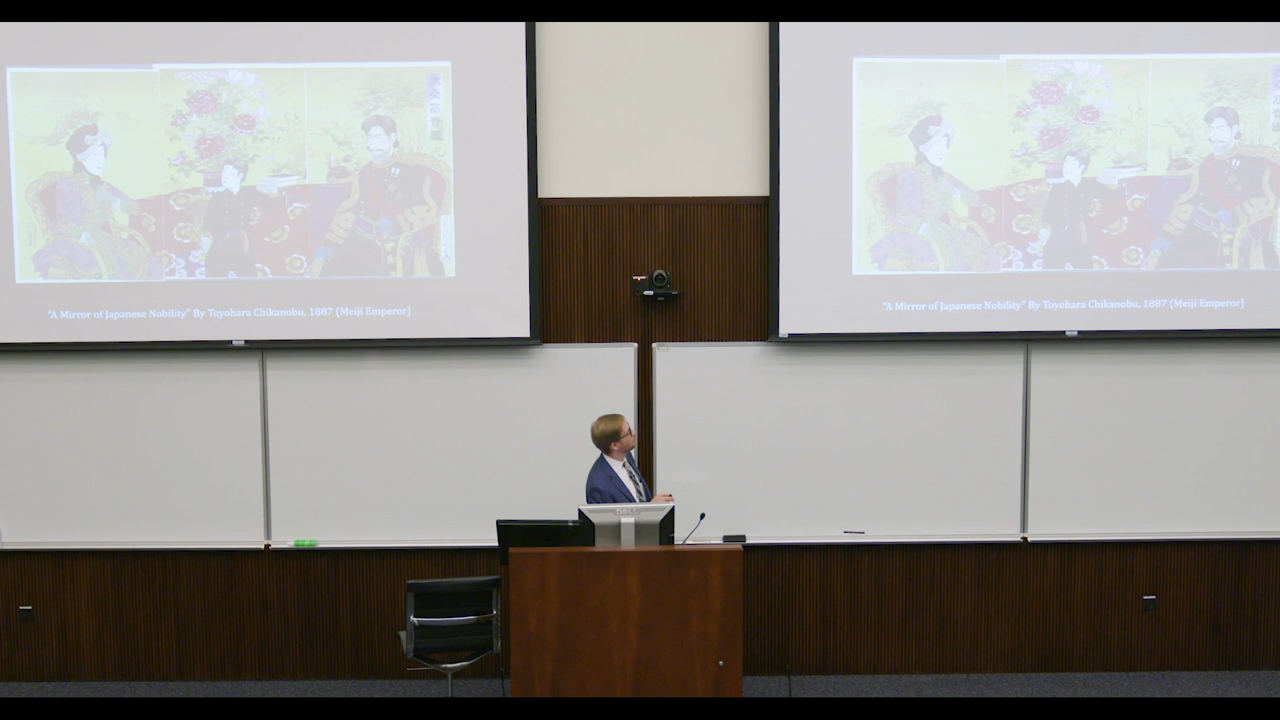 "A Mirror of Japanese Nobility" By Toyohara Chikanobu, 1887 (Meiji Emperor)
"A Mirror of Japanese Nobility" By Toyohara Chikanobu, 1887 (Meiji Emperor)
DELL